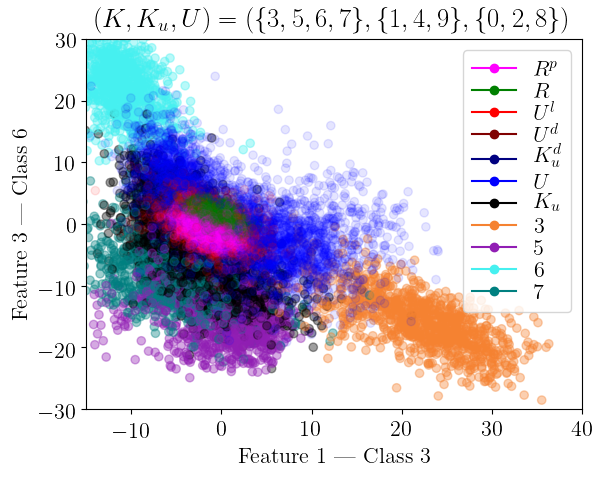 (K, K_u, U) = ({3, 5, 6, 7}, {1, 4, 9}, {0, 2, 8})
30
20
10
0
−10
−20
−30
Feature 3 — Class 6
R^p
R
U^l
U^d
K_u^d
U
K_u
3
5
6
7
−10
0
10
20
30
40
Feature 1 — Class 3